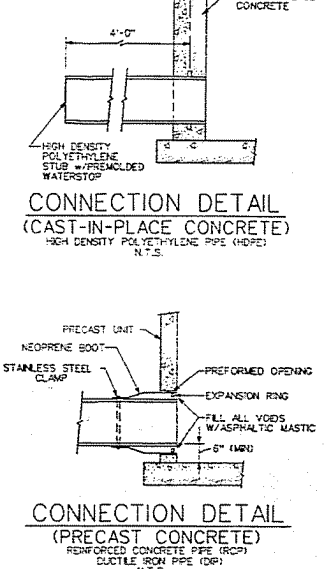 CONCRETE
4'-0"
HIGH DENSITY
POLYETHYLENE
STUB w/PREMOLDED
WATERSTOP
CONNECTION DETAIL
(CAST-IN-PLACE CONCRETE)
HIGH DENSITY POLYETHYLENE PIPE (HDPE)
N.T.S.
PRECAST UNIT
NEOPRENE BOOT
STAINLESS STEEL
CLAMP
PREFORMED OPENING
EXPANSION RING
FILL ALL VOIDS
W/ASPHALTIC MASTIC
6" (MIN)
CONNECTION DETAIL
(PRECAST CONCRETE)
REINFORCED CONCRETE PIPE (RCP)
DUCTILE IRON PIPE (DIP)
N.T.S.